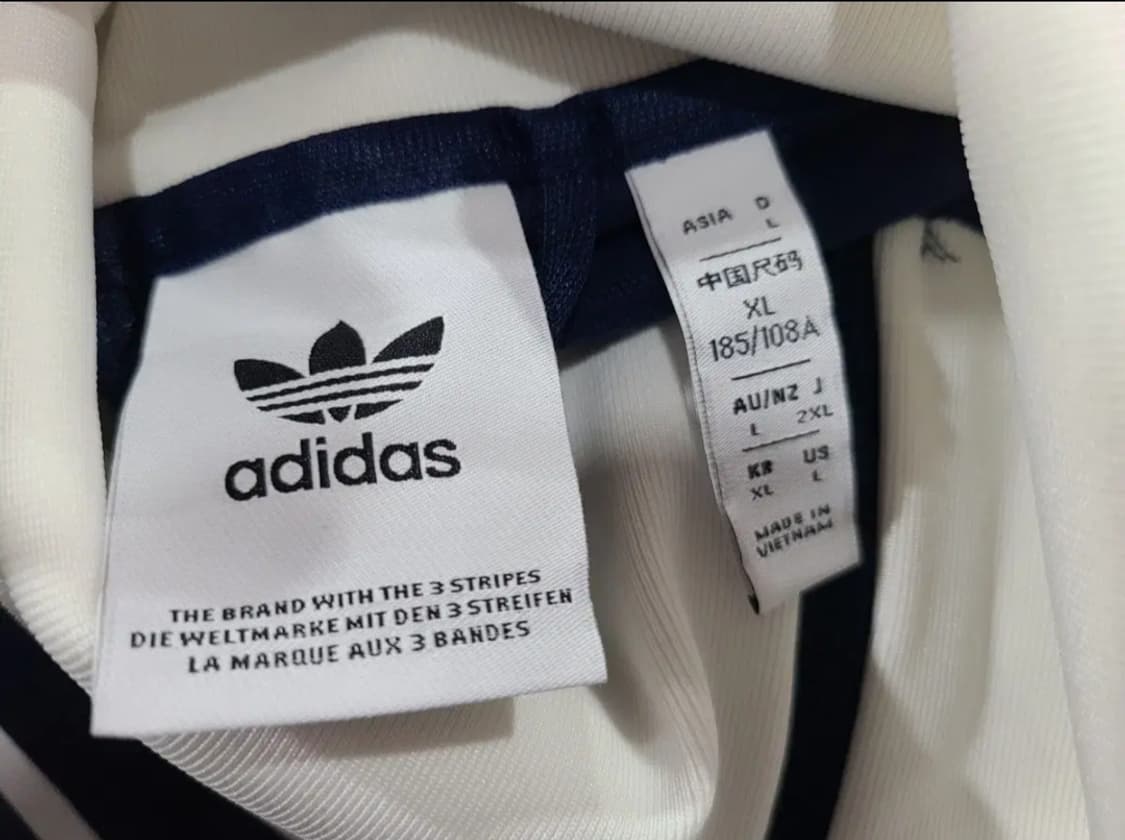 adidas
THE BRAND WITH THE 3 STRIPES
DIE WELTMARKE MIT DEN 3 STREIFEN
LA MARQUE AUX 3 BANDES
ASIA D
L
中国尺码
XL
185/108A
AU/NZ J
L 2XL
KR US
XL L
MADE IN
VIETNAM